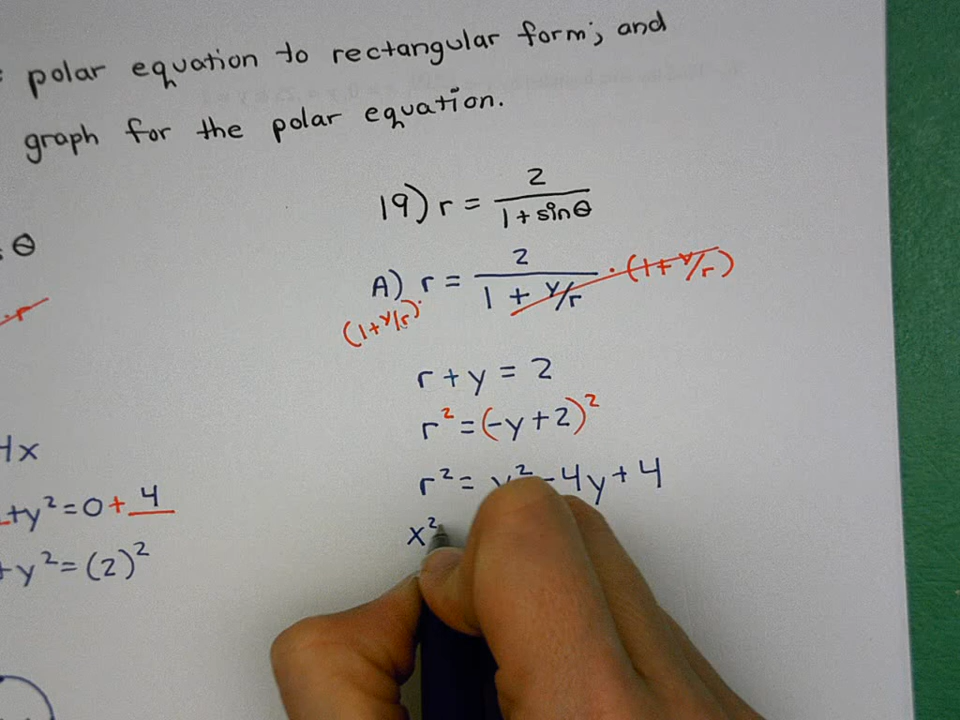 polar equation to rectangular form; and
graph for the polar equation.
19) r = 2/(1 + sinθ)
θ
A) r = 2/(1 + y/r) · (1 + y/r)
·r
(1+y/r)·
r + y = 2
r² = (-y + 2)²
4x
r² = y² - 4y + 4
+y² = 0 + 4
x²
+ y² = (2)²